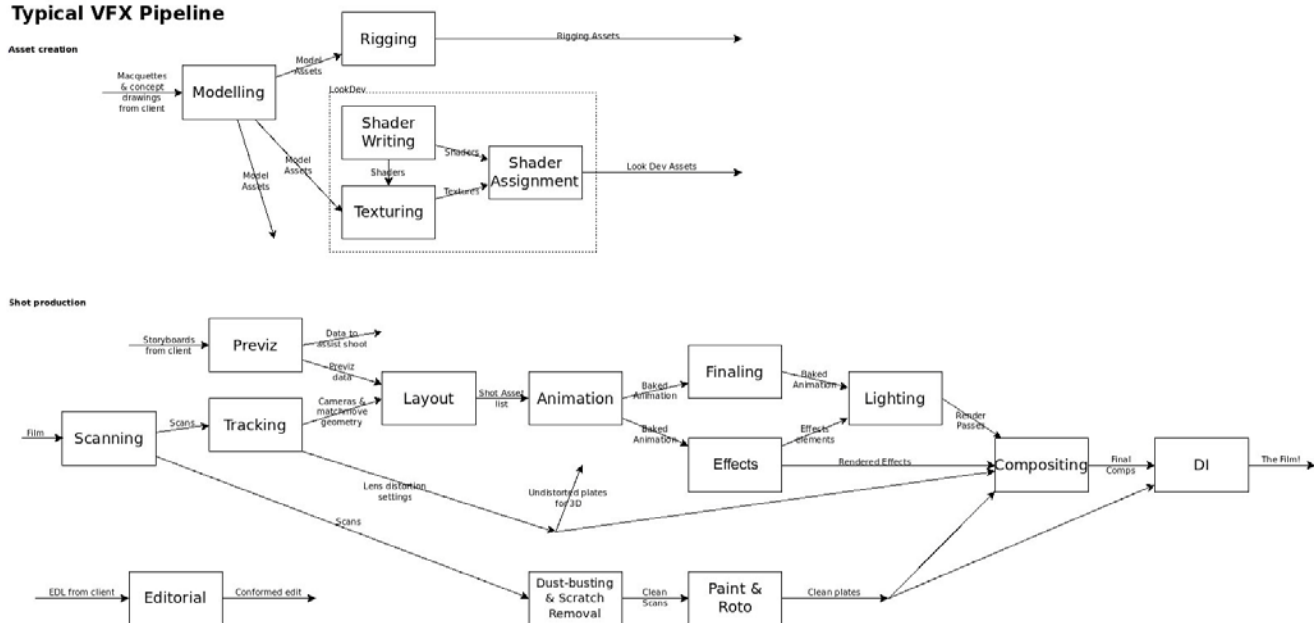 Typical VFX Pipeline
Asset creation
Rigging
Rigging Assets
Model
Assets
Macquettes
& concept
drawings
from client
Modelling
LookDev
Shader
Writing
Shaders
Shader
Assignment
Look Dev Assets
Model
Assets
Model
Assets
Shaders
Texturing
Textures
Shot production
Storyboards
from client
Previz
Data to
assist shoot
Previz
data
Layout
Shot Asset
list
Animation
Baked
Animation
Finaling
Baked
Animation
Lighting
Render
Passes
Film
Scanning
Scans
Tracking
Cameras &
matchmove
geometry
Baked
Animation
Effects
Effects
elements
Rendered Effects
Compositing
Final
Comps
DI
The Film!
Lens distortion
settings
Undistorted plates
for 3D
Scans
EDL from client
Editorial
Conformed edit
Dust-busting
& Scratch
Removal
Clean
Scans
Paint &
Roto
Clean plates